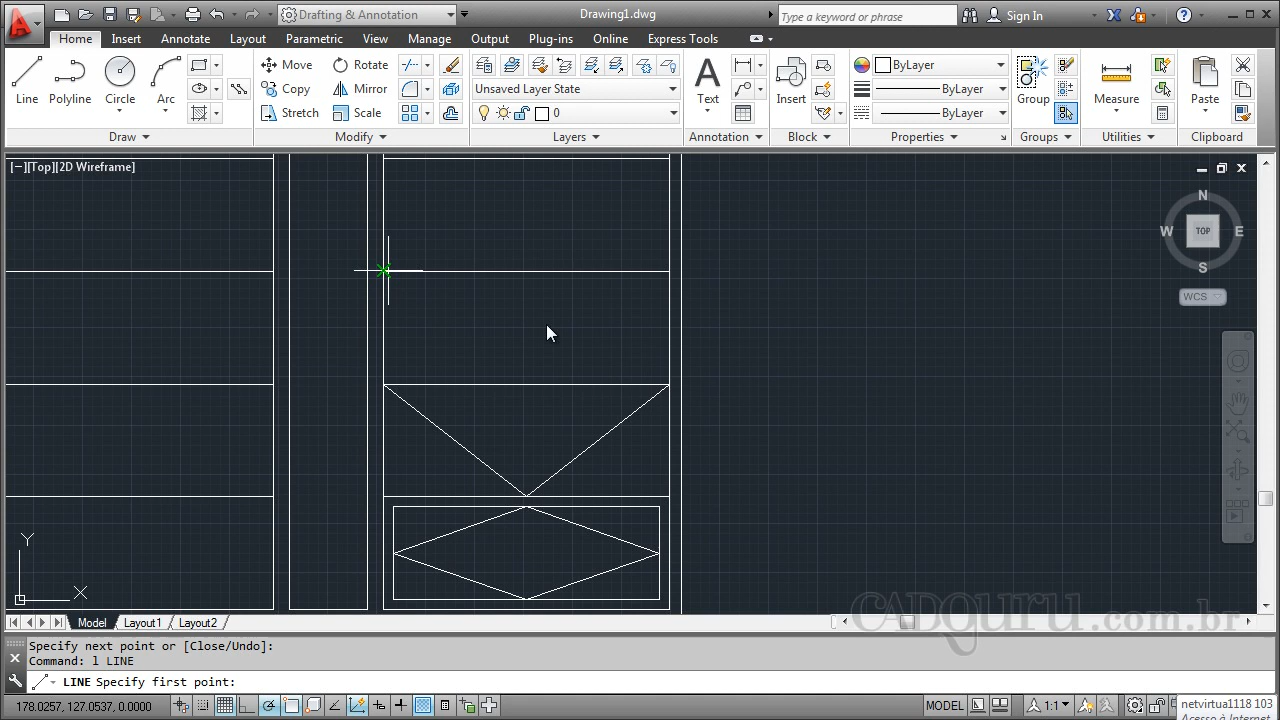 Drafting & Annotation
Drawing1.dwg
Type a keyword or phrase
Sign In
Home Insert Annotate Layout Parametric View Manage Output Plug-ins Online Express Tools
Line Polyline Circle Arc
Move Rotate
Copy Mirror
Stretch Scale
Unsaved Layer State
0
Text
Insert
ByLayer
ByLayer
ByLayer
Group
Measure
Paste
Draw Modify Layers Annotation Block Properties Groups Utilities Clipboard
[−][Top][2D Wireframe]
N
W TOP E
S
WCS
Y
X
CADguru.com.br
Model Layout1 Layout2
Specify next point or [Close/Undo]:
Command: l LINE
LINE Specify first point:
178.0257, 127.0537, 0.0000
MODEL
1:1
netvirtua1118 103
Acesso à Internet